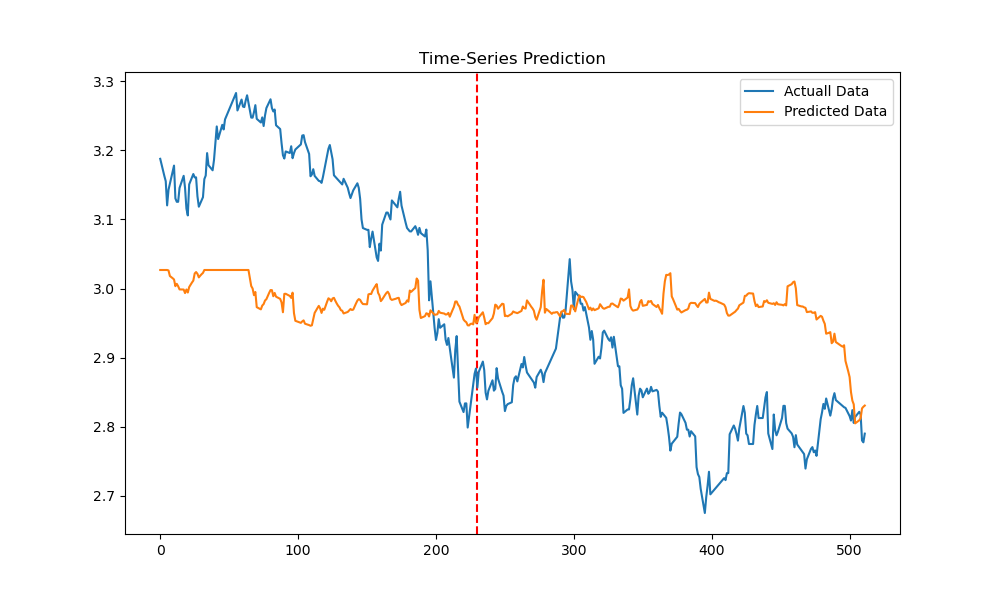 Time-Series Prediction
Actuall Data
Predicted Data
3.3
3.2
3.1
3.0
2.9
2.8
2.7
0 100 200 300 400 500